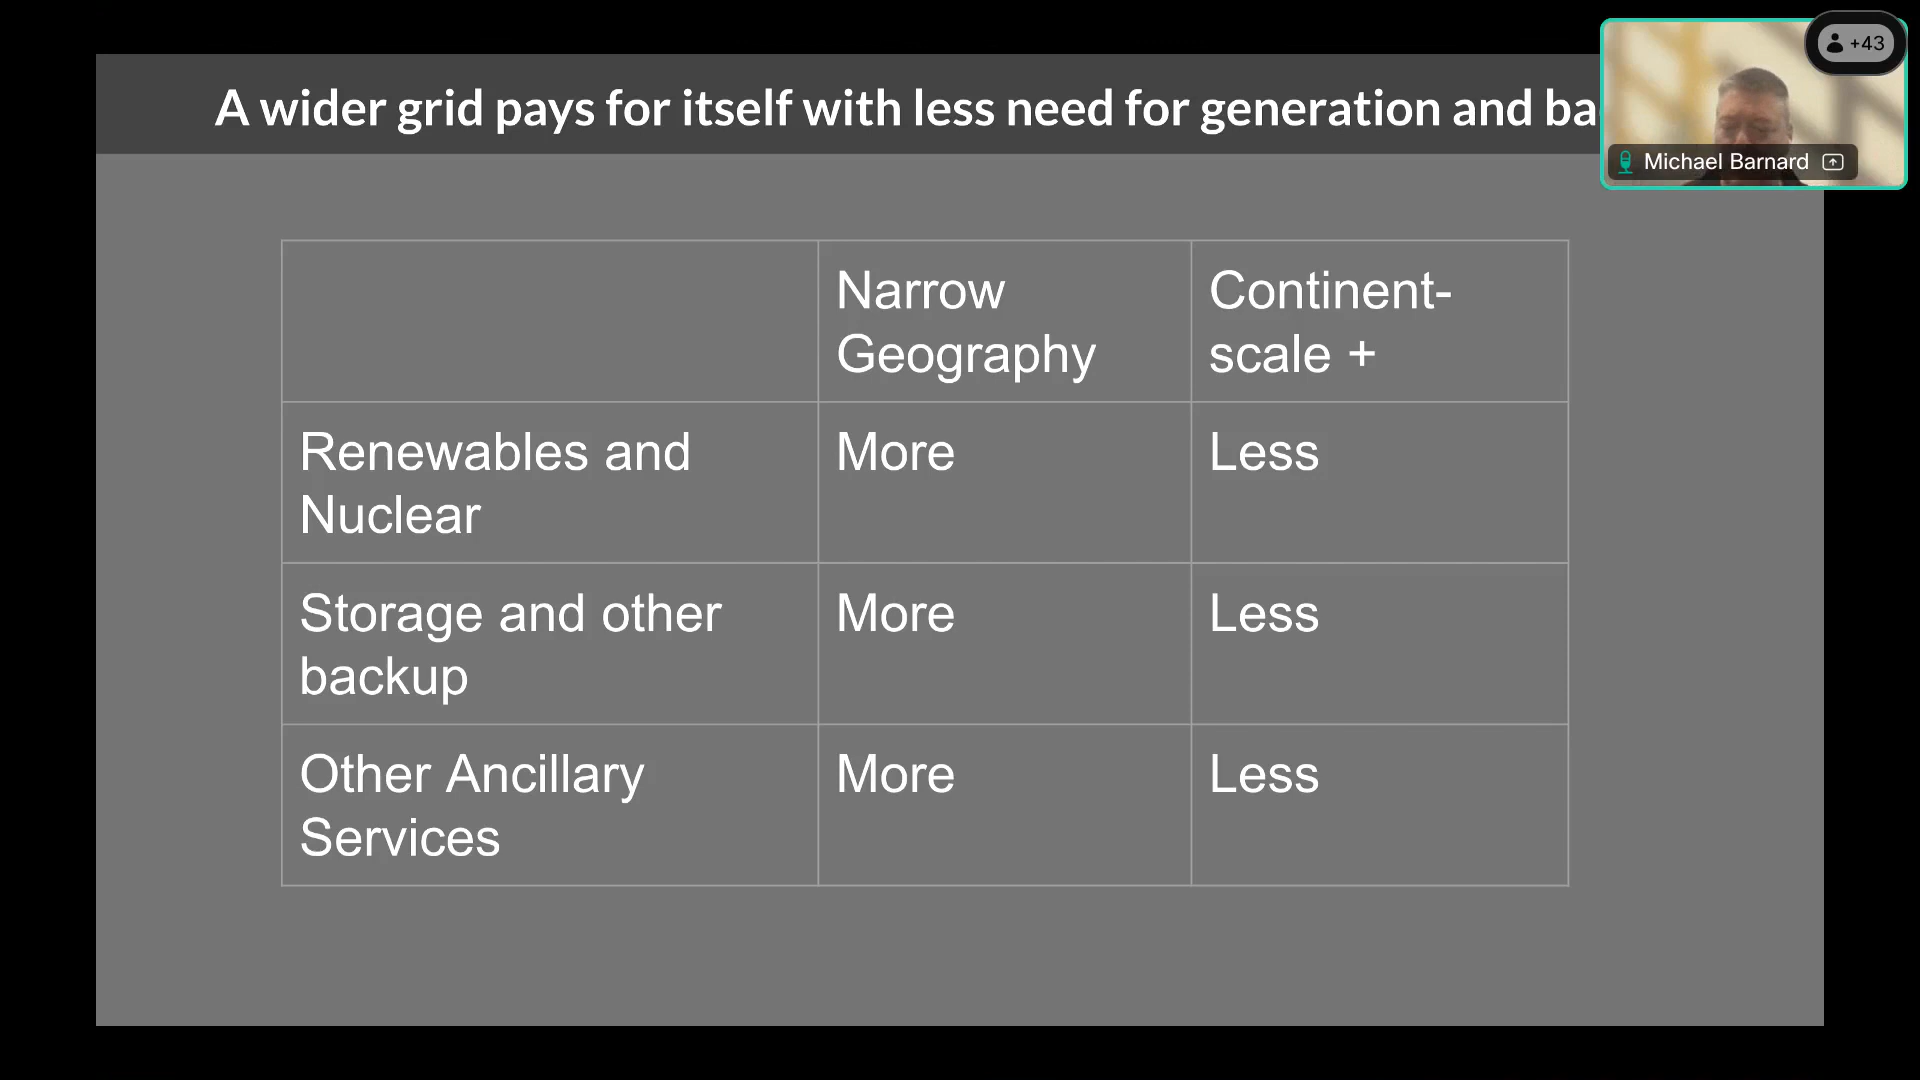 +43
A wider grid pays for itself with less need for generation and
Michael Barnard
Narrow
Geography
Continent-
scale +
Renewables and
Nuclear
More
Less
Storage and other
backup
More
Less
Other Ancillary
Services
More
Less